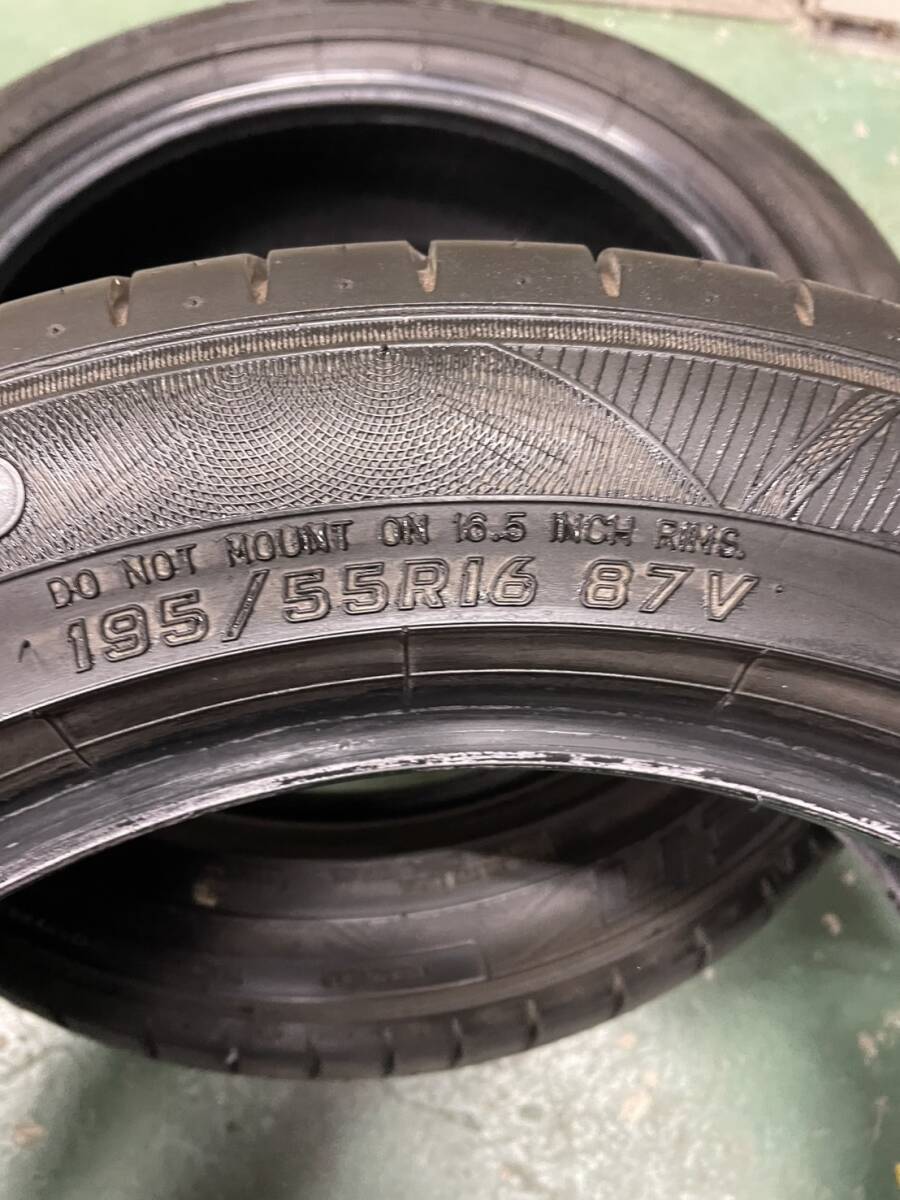 DO NOT MOUNT ON 16.5 INCH RIMS.
195/55R16 87V